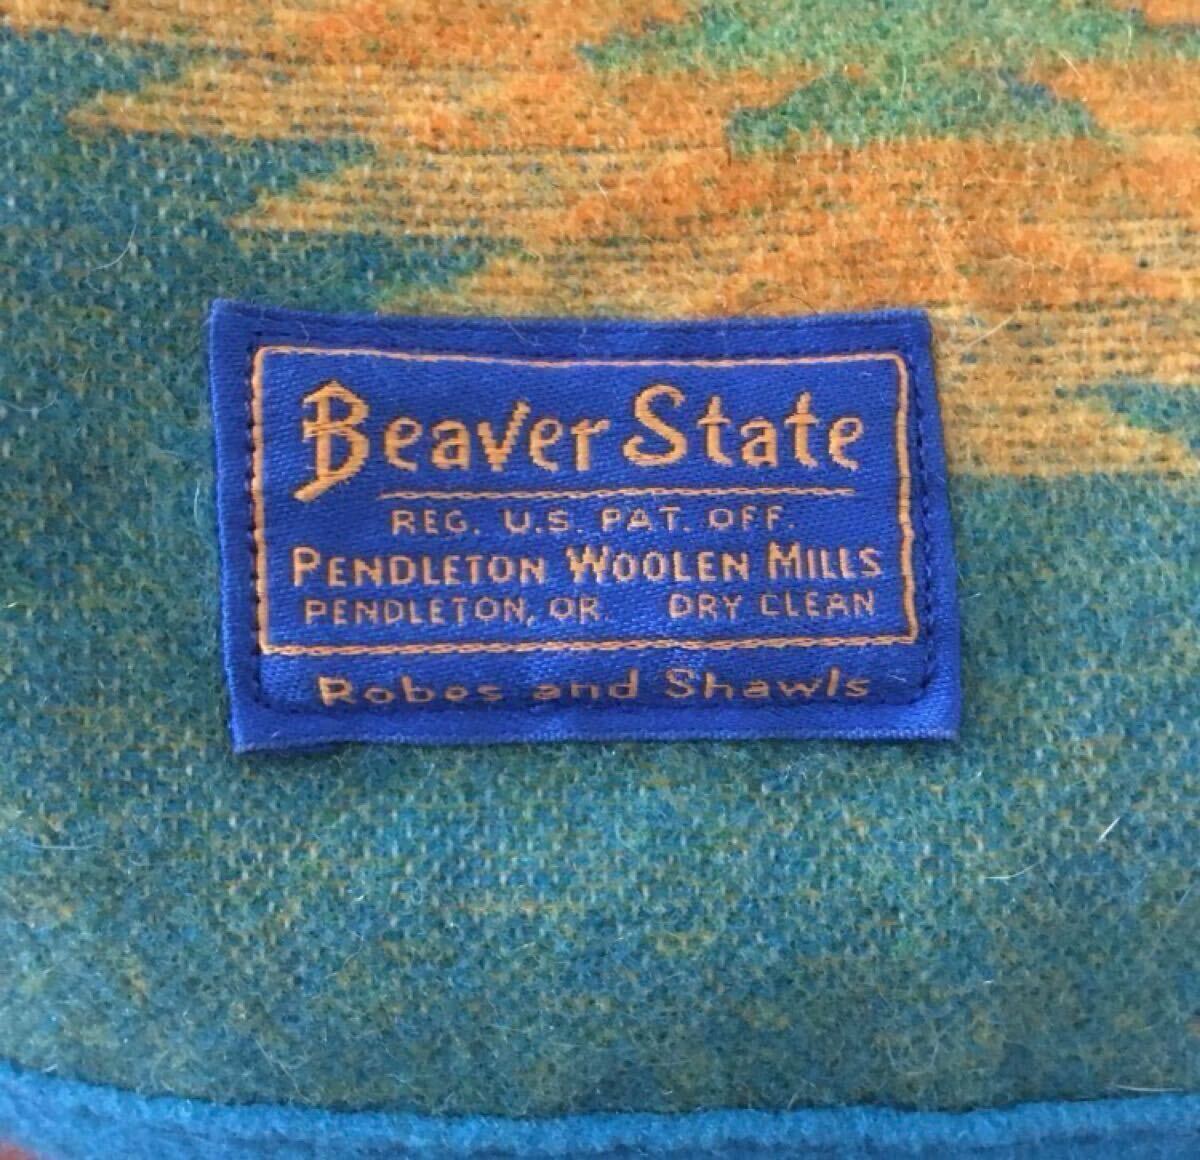 Beaver State
REG. U.S. PAT. OFF.
PENDLETON WOOLEN MILLS
PENDLETON, OR. DRY CLEAN
Robes and Shawls